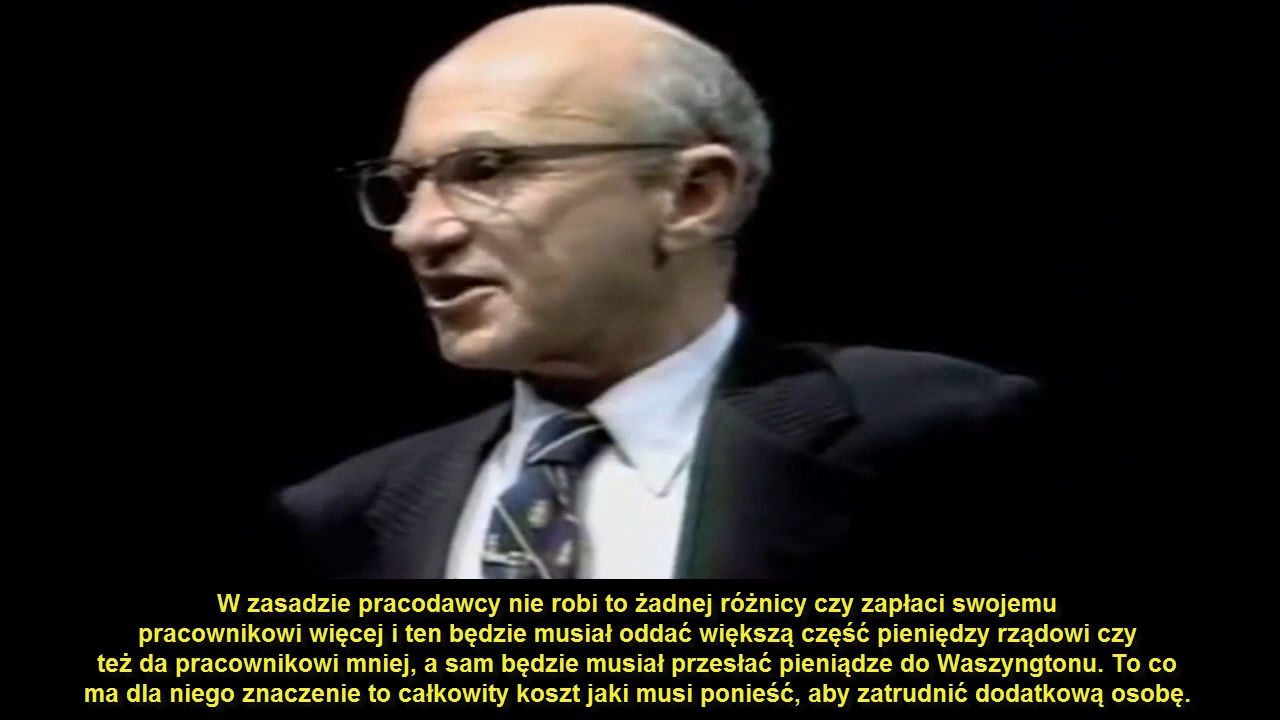 W zasadzie pracodawcy nie robi to żadnej różnicy czy zapłaci swojemu
pracownikowi więcej i ten będzie musiał oddać większą część pieniędzy rządowi czy
też da pracownikowi mniej, a sam będzie musiał przesłać pieniądze do Waszyngtonu. To co
ma dla niego znaczenie to całkowity koszt jaki musi ponieść, aby zatrudnić dodatkową osobę.